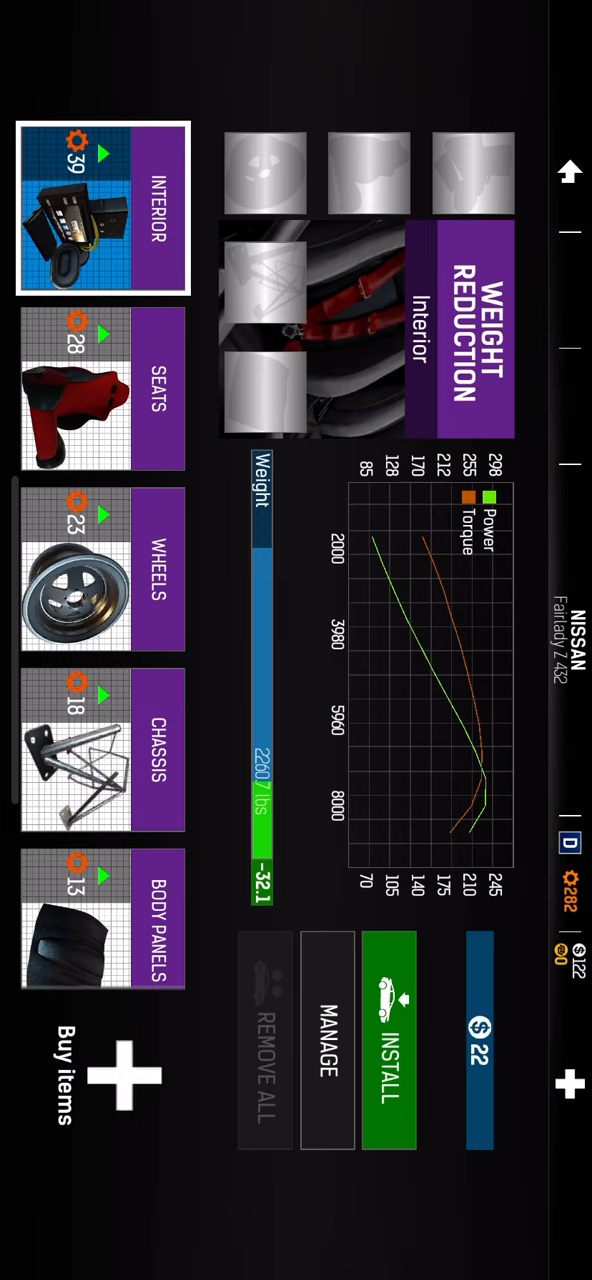 NISSAN
Fairlady Z 432
D
282
$122
0
WEIGHT
REDUCTION
Interior
298
255
212
170
128
85
Power
Torque
2000
3980
5960
8000
245
210
175
140
105
70
Weight
2260.7 lbs
-32.1
$ 22
INSTALL
MANAGE
REMOVE ALL
INTERIOR
39
SEATS
28
WHEELS
23
CHASSIS
18
BODY PANELS
13
Buy items